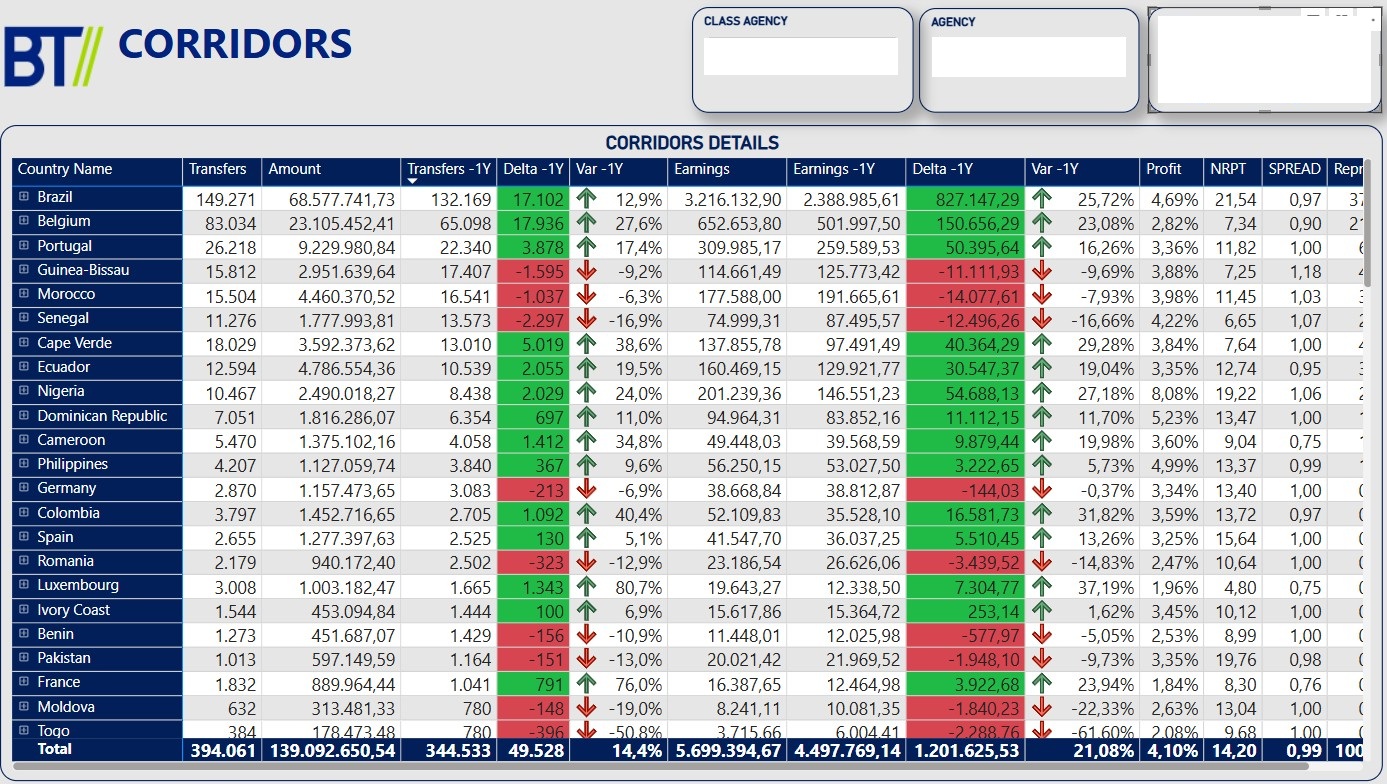 BT// CORRIDORS
CLASS AGENCY
AGENCY
CORRIDORS DETAILS
Country Name Transfers Amount Transfers -1Y Delta -1Y Var -1Y Earnings Earnings -1Y Delta -1Y Var -1Y Profit NRPT SPREAD Repr
Brazil 149.271 68.577.741,73 132.169 17.102 12,9% 3.216.132,90 2.388.985,61 827.147,29 25,72% 4,69% 21,54 0,97 37
Belgium 83.034 23.105.452,41 65.098 17.936 27,6% 652.653,80 501.997,50 150.656,29 23,08% 2,82% 7,34 0,90 21
Portugal 26.218 9.229.980,84 22.340 3.878 17,4% 309.985,17 259.589,53 50.395,64 16,26% 3,36% 11,82 1,00 6
Guinea-Bissau 15.812 2.951.639,64 17.407 -1.595 -9,2% 114.661,49 125.773,42 -11.111,93 -9,69% 3,88% 7,25 1,18 4
Morocco 15.504 4.460.370,52 16.541 -1.037 -6,3% 177.588,00 191.665,61 -14.077,61 -7,93% 3,98% 11,45 1,03 3
Senegal 11.276 1.777.993,81 13.573 -2.297 -16,9% 74.999,31 87.495,57 -12.496,26 -16,66% 4,22% 6,65 1,07 2
Cape Verde 18.029 3.592.373,62 13.010 5.019 38,6% 137.855,78 97.491,49 40.364,29 29,28% 3,84% 7,64 1,00 4
Ecuador 12.594 4.786.554,36 10.539 2.055 19,5% 160.469,15 129.921,77 30.547,37 19,04% 3,35% 12,74 0,95 3
Nigeria 10.467 2.490.018,27 8.438 2.029 24,0% 201.239,36 146.551,23 54.688,13 27,18% 8,08% 19,22 1,06 2
Dominican Republic 7.051 1.816.286,07 6.354 697 11,0% 94.964,31 83.852,16 11.112,15 11,70% 5,23% 13,47 1,00 1
Cameroon 5.470 1.375.102,16 4.058 1.412 34,8% 49.448,03 39.568,59 9.879,44 19,98% 3,60% 9,04 0,75 1
Philippines 4.207 1.127.059,74 3.840 367 9,6% 56.250,15 53.027,50 3.222,65 5,73% 4,99% 13,37 0,99 1
Germany 2.870 1.157.473,65 3.083 -213 -6,9% 38.668,84 38.812,87 -144,03 -0,37% 3,34% 13,40 1,00 0
Colombia 3.797 1.452.716,65 2.705 1.092 40,4% 52.109,83 35.528,10 16.581,73 31,82% 3,59% 13,72 0,97 0
Spain 2.655 1.277.397,63 2.525 130 5,1% 41.547,70 36.037,25 5.510,45 13,26% 3,25% 15,64 1,00 0
Romania 2.179 940.172,40 2.502 -323 -12,9% 23.186,54 26.626,06 -3.439,52 -14,83% 2,47% 10,64 1,00 0
Luxembourg 3.008 1.003.182,47 1.665 1.343 80,7% 19.643,27 12.338,50 7.304,77 37,19% 1,96% 4,80 0,75 0
Ivory Coast 1.544 453.094,84 1.444 100 6,9% 15.617,86 15.364,72 253,14 1,62% 3,45% 10,12 1,00 0
Benin 1.273 451.687,07 1.429 -156 -10,9% 11.448,01 12.025,98 -577,97 -5,05% 2,53% 8,99 1,00 0
Pakistan 1.013 597.149,59 1.164 -151 -13,0% 20.021,42 21.969,52 -1.948,10 -9,73% 3,35% 19,76 0,98 0
France 1.832 889.964,44 1.041 791 76,0% 16.387,65 12.464,98 3.922,68 23,94% 1,84% 8,30 0,76 0
Moldova 632 313.481,33 780 -148 -19,0% 8.241,11 10.081,35 -1.840,23 -22,33% 2,63% 13,04 1,00 0
Togo 384 178.473,48 780 -396 -50,8% 3.715,66 6.004,41 -2.288,76 -61,60% 2,08% 9,68 1,00 0
Total 394.061 139.092.650,54 344.533 49.528 14,4% 5.699.394,67 4.497.769,14 1.201.625,53 21,08% 4,10% 14,20 0,99 100